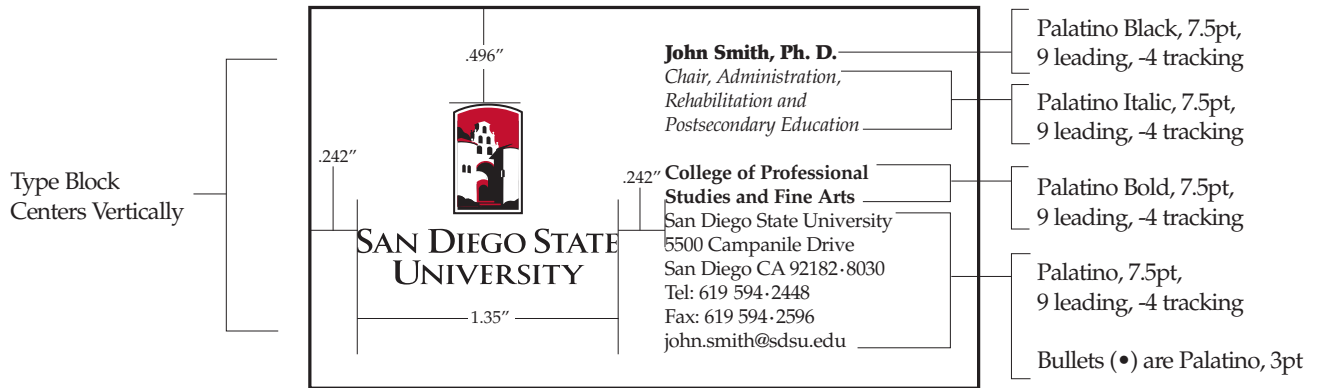 Type Block
Centers Vertically
.496”
.242”
SAN DIEGO STATE
UNIVERSITY
1.35”
.242”
John Smith, Ph. D.
Chair, Administration,
Rehabilitation and
Postsecondary Education
College of Professional
Studies and Fine Arts
San Diego State University
5500 Campanile Drive
San Diego CA 92182•8030
Tel: 619 594•2448
Fax: 619 594•2596
john.smith@sdsu.edu
Palatino Black, 7.5pt,
9 leading, -4 tracking
Palatino Italic, 7.5pt,
9 leading, -4 tracking
Palatino Bold, 7.5pt,
9 leading, -4 tracking
Palatino, 7.5pt,
9 leading, -4 tracking
Bullets (•) are Palatino, 3pt